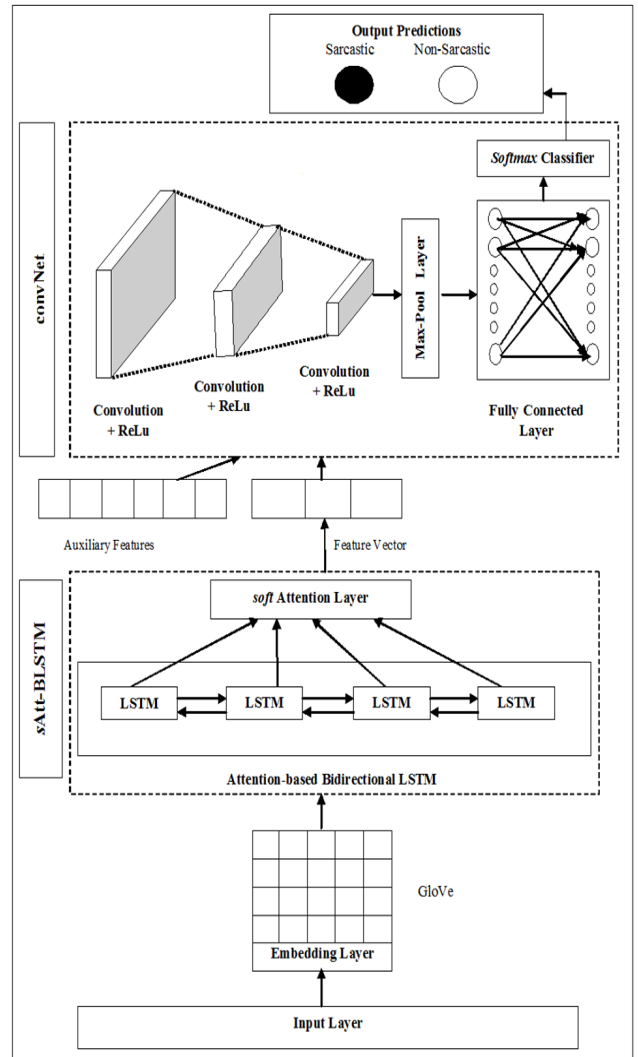 Output Predictions
Sarcastic
Non-Sarcastic
convNet
Softmax Classifier
Max-Pool Layer
Convolution
+ ReLu
Convolution
+ ReLu
Convolution
+ ReLu
Fully Connected
Layer
Auxiliary Features
Feature Vector
sAtt-BLSTM
soft Attention Layer
LSTM
LSTM
LSTM
LSTM
Attention-based Bidirectional LSTM
GloVe
Embedding Layer
Input Layer